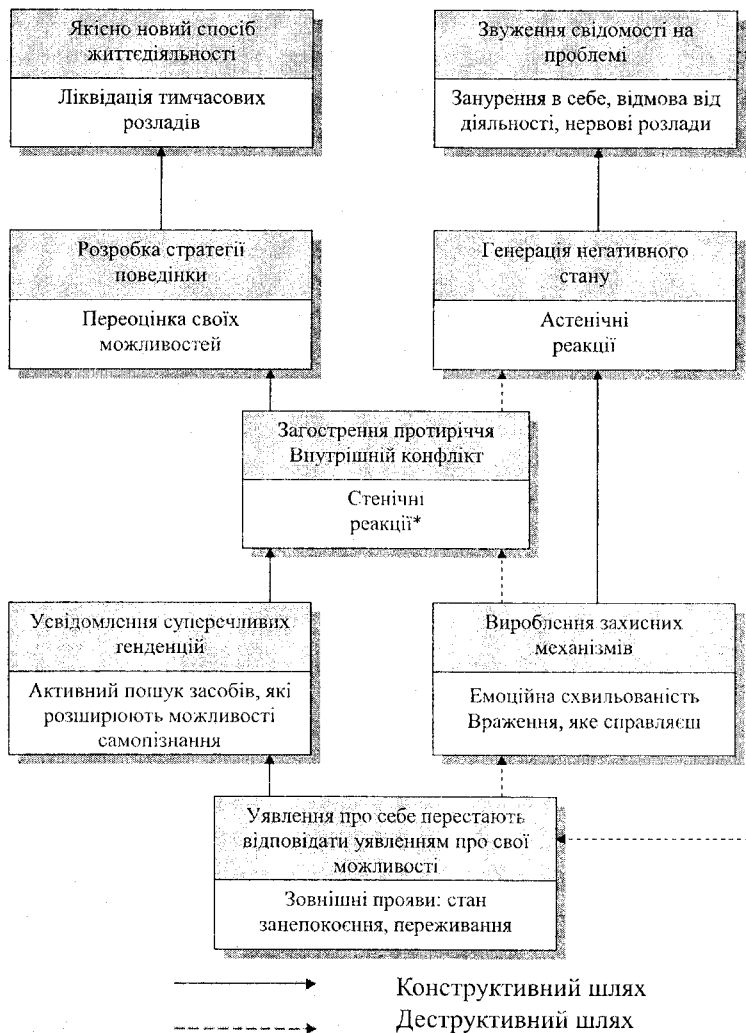 Якісно новий спосіб
життєдіяльності
Ліквідація тимчасових
розладів
Звуження свідомості на
проблемі
Занурення в себе, відмова від
діяльності, нервові розлади
Розробка стратегії
поведінки
Переоцінка своїх
можливостей
Генерація негативного
стану
Астенічні
реакції
Загострення протиріччя
Внутрішній конфлікт
Стенічні
реакції*
Усвідомлення суперечливих
тенденцій
Активний пошук засобів, які
розширюють можливості
самопізнання
Вироблення захисних
механізмів
Емоційна схвильованість
Враження, яке справляєш
Уявлення про себе перестають
відповідати уявленням про свої
можливості
Зовнішні прояви: стан
занепокоєння, переживання
Конструктивний шлях
Деструктивний шлях